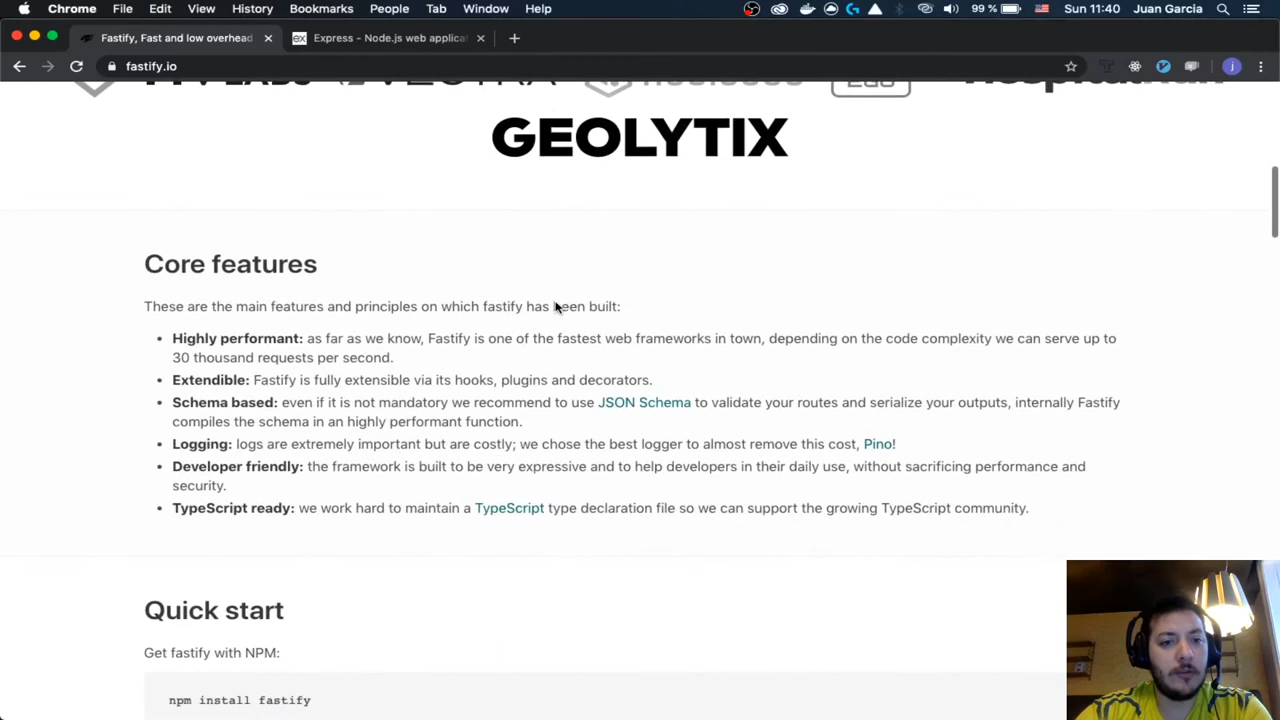 Chrome File Edit View History Bookmarks People Tab Window Help 99 % Sun 11:40 Juan Garcia
Fastify, Fast and low overhead Express - Node.js web applica
fastify.io
GEOLYTIX
Core features
These are the main features and principles on which fastify has been built:
Highly performant: as far as we know, Fastify is one of the fastest web frameworks in town, depending on the code complexity we can serve up to
30 thousand requests per second.
Extendible: Fastify is fully extensible via its hooks, plugins and decorators.
Schema based: even if it is not mandatory we recommend to use JSON Schema to validate your routes and serialize your outputs, internally Fastify
compiles the schema in an highly performant function.
Logging: logs are extremely important but are costly; we chose the best logger to almost remove this cost, Pino!
Developer friendly: the framework is built to be very expressive and to help developers in their daily use, without sacrificing performance and
security.
TypeScript ready: we work hard to maintain a TypeScript type declaration file so we can support the growing TypeScript community.
Quick start
Get fastify with NPM:
npm install fastify